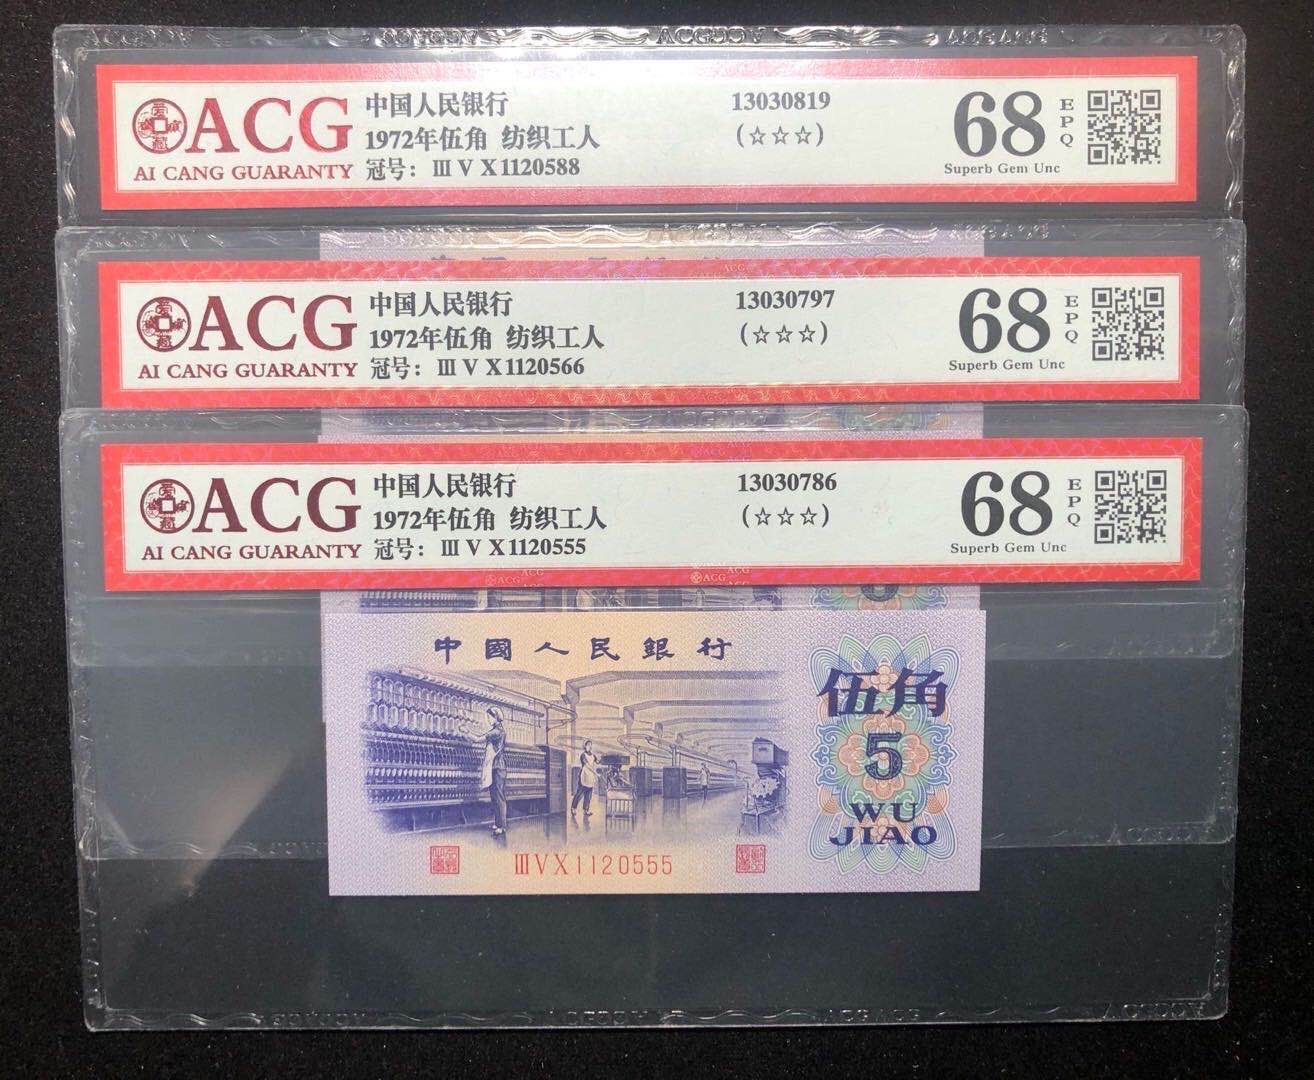 ACG
AI CANG GUARANTY
中国人民银行
1972年伍角 纺织工人
冠号：ⅢⅤⅩ1120588
13030819
(☆☆☆)
68
EPQ
Superb Gem Unc
ACG
AI CANG GUARANTY
中国人民银行
1972年伍角 纺织工人
冠号：ⅢⅤⅩ1120566
13030797
(☆☆☆)
68
EPQ
Superb Gem Unc
ACG
AI CANG GUARANTY
中国人民银行
1972年伍角 纺织工人
冠号：ⅢⅤⅩ1120555
13030786
(☆☆☆)
68
EPQ
Superb Gem Unc
中國人民銀行
伍角
5
WU
JIAO
ⅢⅤⅩ1120555